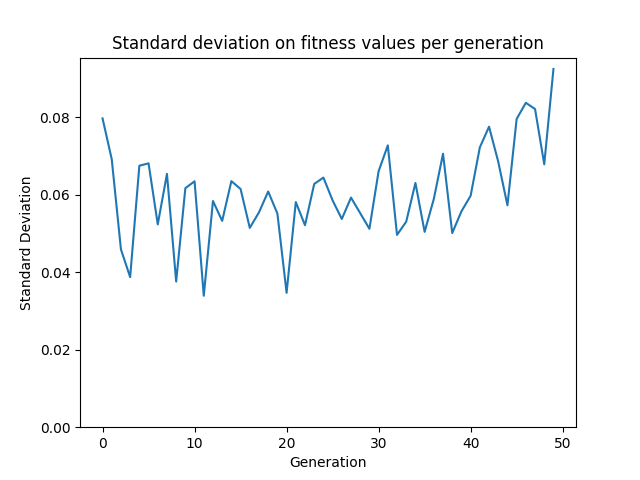 Standard deviation on fitness values per generation
0.08
0.06
0.04
0.02
0.00
Standard Deviation
0 10 20 30 40 50
Generation